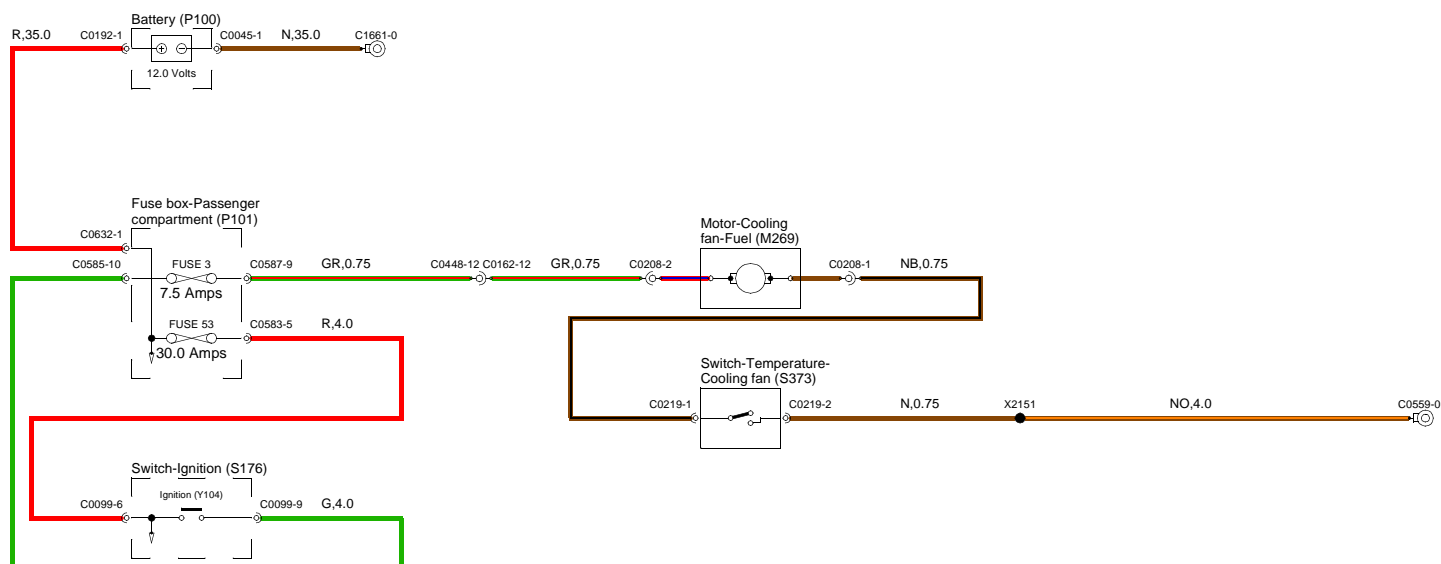 Battery (P100)
R,35.0
C0192-1
C0045-1
N,35.0
C1661-0
12.0 Volts
Fuse box-Passenger
compartment (P101)
C0632-1
C0585-10
FUSE 3
7.5 Amps
C0587-9
GR,0.75
C0448-12
C0162-12
GR,0.75
C0208-2
Motor-Cooling
fan-Fuel (M269)
C0208-1
NB,0.75
FUSE 53
30.0 Amps
C0583-5
R,4.0
Switch-Temperature-
Cooling fan (S373)
C0219-1
C0219-2
N,0.75
X2151
NO,4.0
C0559-0
Switch-Ignition (S176)
Ignition (Y104)
C0099-6
C0099-9
G,4.0